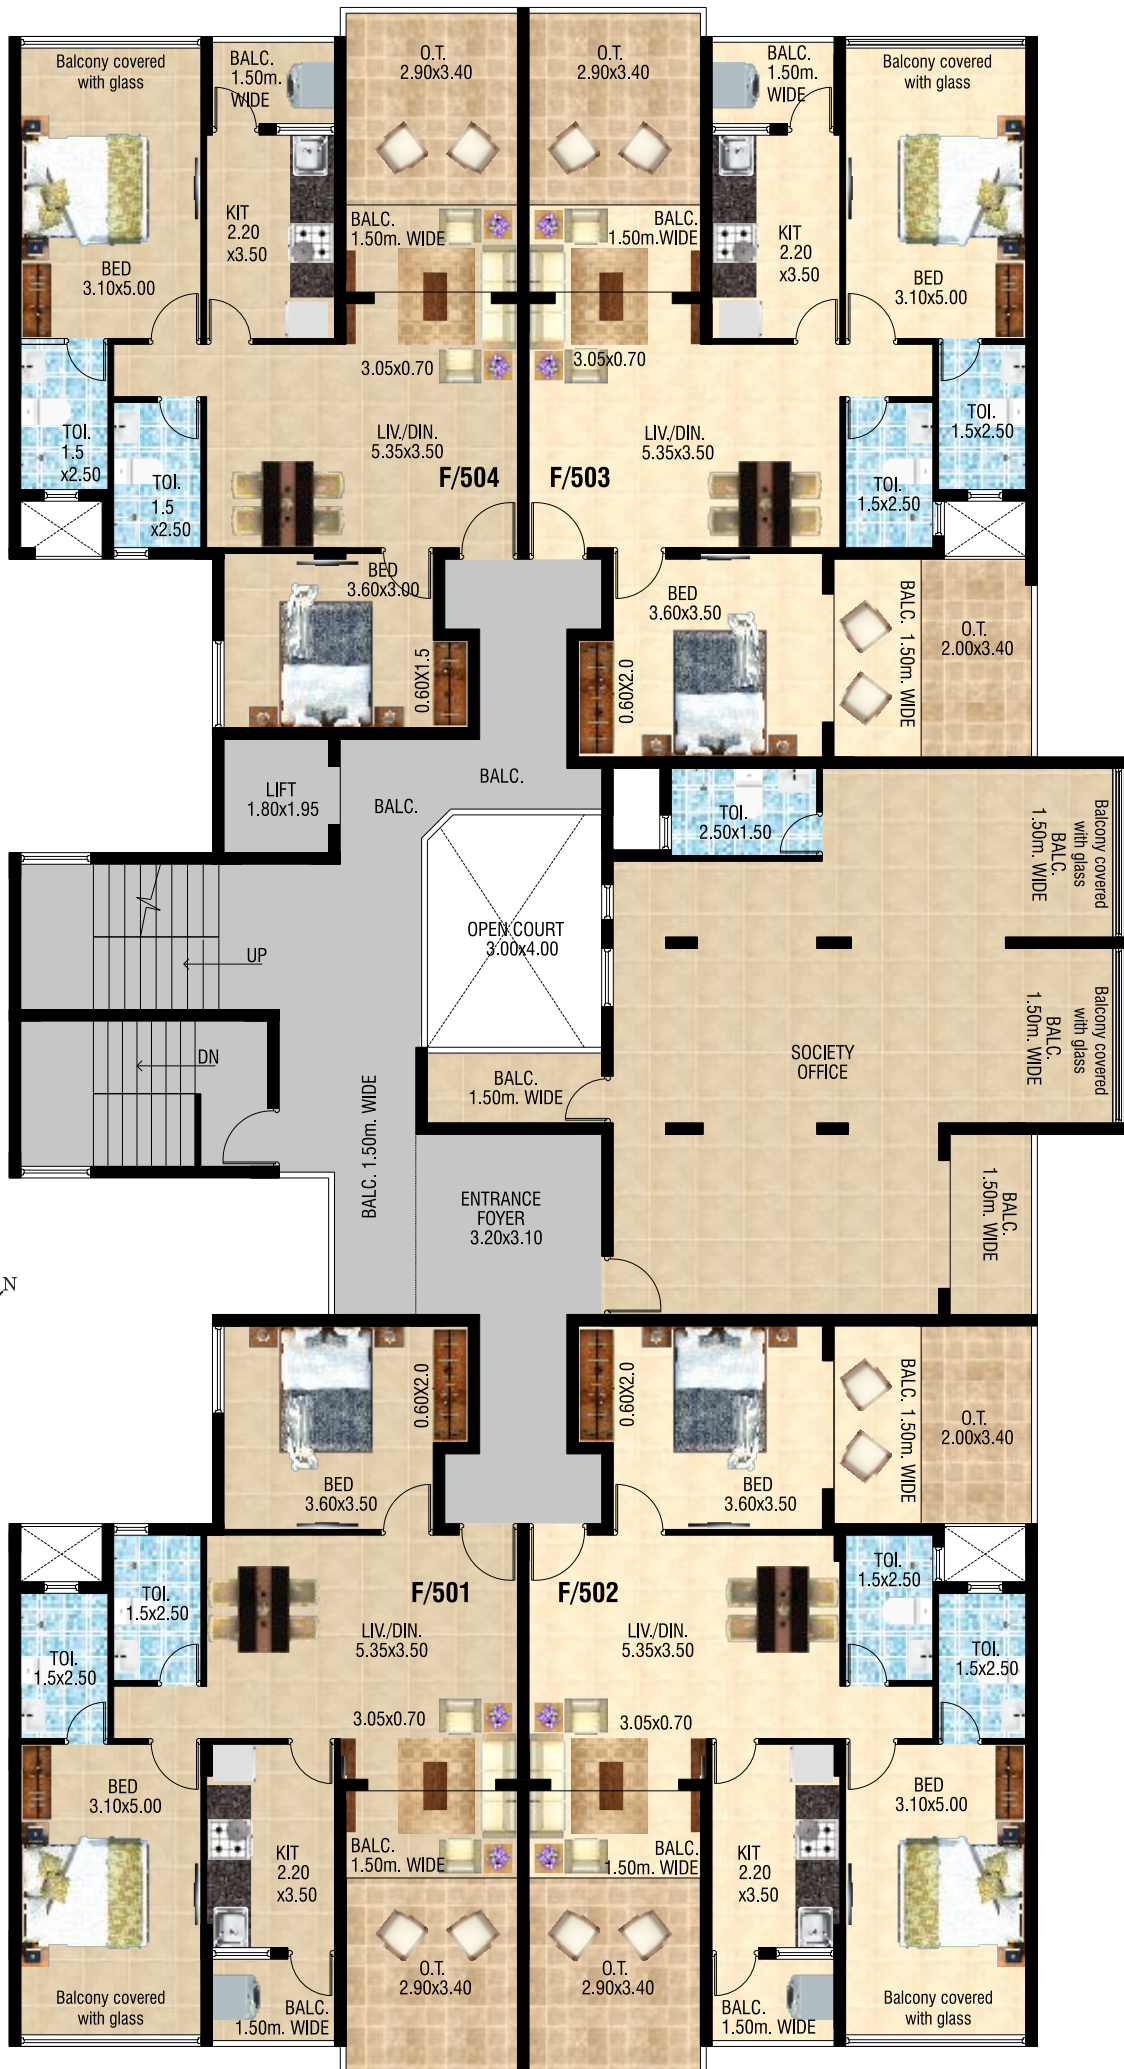 Balcony covered
with glass
BALC.
1.50m.
WIDE
O.T.
2.90x3.40
O.T.
2.90x3.40
BALC.
1.50m.
WIDE
Balcony covered
with glass
BED
3.10x5.00
KIT
2.20
x3.50
BALC.
1.50m. WIDE
BALC.
1.50m.WIDE
KIT
2.20
x3.50
BED
3.10x5.00
3.05x0.70
3.05x0.70
TOI.
1.5
x2.50
TOI.
1.5
x2.50
LIV./DIN.
5.35x3.50
F/504
F/503
LIV./DIN.
5.35x3.50
TOI.
1.5x2.50
TOI.
1.5x2.50
BED
3.60x3.00
0.60X1.5
BED
3.60x3.50
0.60X2.0
BALC. 1.50m. WIDE
O.T.
2.00x3.40
LIFT
1.80x1.95
BALC.
BALC.
TOI.
2.50x1.50
Balcony covered
with glass
BALC.
1.50m. WIDE
OPEN COURT
3.00x4.00
UP
DN
BALC. 1.50m. WIDE
BALC.
1.50m. WIDE
SOCIETY
OFFICE
Balcony covered
with glass
BALC.
1.50m. WIDE
ENTRANCE
FOYER
3.20x3.10
BALC.
1.50m. WIDE
N
0.60X2.0
BED
3.60x3.50
0.60X2.0
BED
3.60x3.50
BALC. 1.50m. WIDE
O.T.
2.00x3.40
TOI.
1.5x2.50
TOI.
1.5x2.50
F/501
F/502
LIV./DIN.
5.35x3.50
LIV./DIN.
5.35x3.50
TOI.
1.5x2.50
TOI.
1.5x2.50
3.05x0.70
3.05x0.70
BED
3.10x5.00
KIT
2.20
x3.50
BALC.
1.50m. WIDE
BALC.
1.50m. WIDE
KIT
2.20
x3.50
BED
3.10x5.00
Balcony covered
with glass
BALC.
1.50m. WIDE
O.T.
2.90x3.40
O.T.
2.90x3.40
BALC.
1.50m. WIDE
Balcony covered
with glass